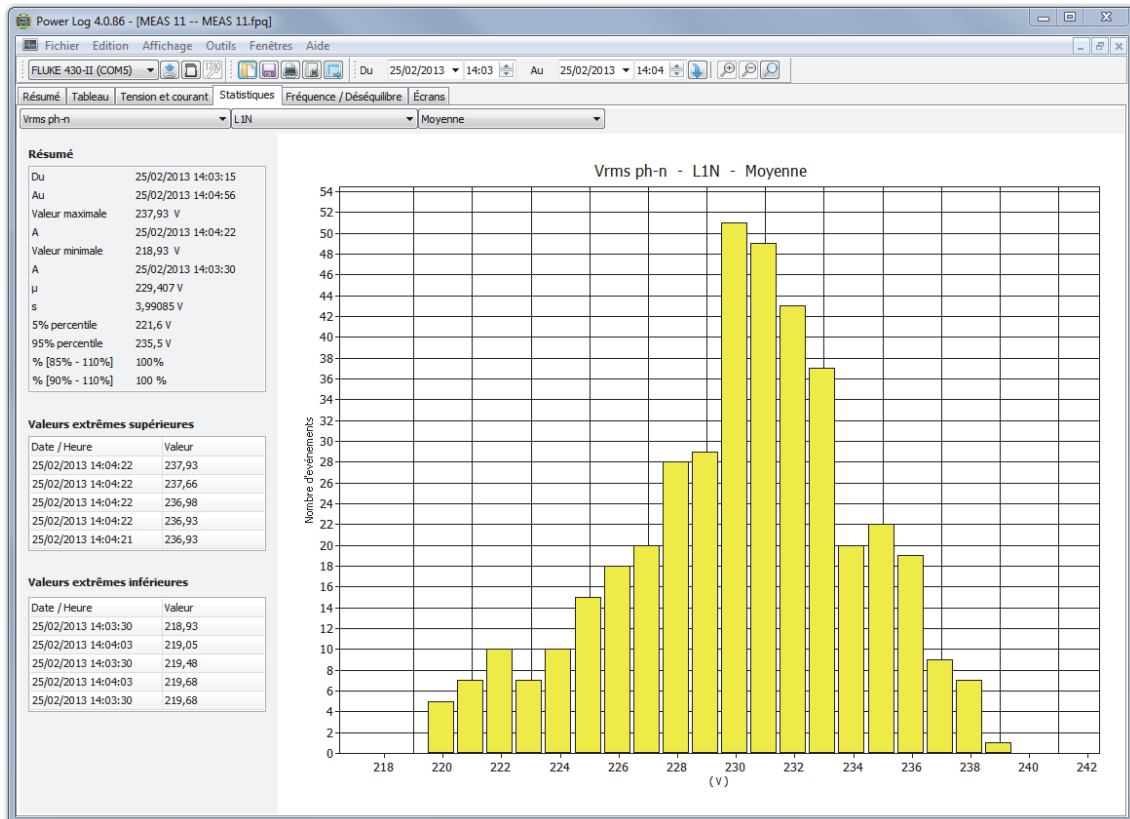 Power Log 4.0.ß6 - [MEAS 11 -- MEAS 11.fpq]
Fichier Edition Affichage Outils Fenêtres Aide
FLUKE 430-II (COM5) Du 25/02/2013 14:03 Au 25/02/2013 14:04
Résumé Tableau Tension et courant Statistiques Fréquence / Déséquilibre Écrans
Vrms ph-n L1N Moyenne
Résumé
Du 25/02/2013 14:03:15
Au 25/02/2013 14:04:56
Valeur maximale 237,93 V
A 25/02/2013 14:04:22
Valeur minimale 218,93 V
A 25/02/2013 14:03:30
µ 229,407 V
s 3,99085 V
5% percentile 221,6 V
95% percentile 235,5 V
% [85% - 110%] 100%
% [90% - 110%] 100 %
Valeurs extrêmes supérieures
Date / Heure Valeur
25/02/2013 14:04:22 237,93
25/02/2013 14:04:22 237,66
25/02/2013 14:04:22 236,98
25/02/2013 14:04:22 236,93
25/02/2013 14:04:21 236,93
Valeurs extrêmes inférieures
Date / Heure Valeur
25/02/2013 14:03:30 218,93
25/02/2013 14:04:03 219,05
25/02/2013 14:03:30 219,48
25/02/2013 14:04:03 219,68
25/02/2013 14:03:30 219,68
Vrms ph-n - L1N - Moyenne
Nombre d'evénements
54
52
50
48
46
44
42
40
38
36
34
32
30
28
26
24
22
20
18
16
14
12
10
8
6
4
2
0
218 220 222 224 226 228 230 232 234 236 238 240 242
(V)